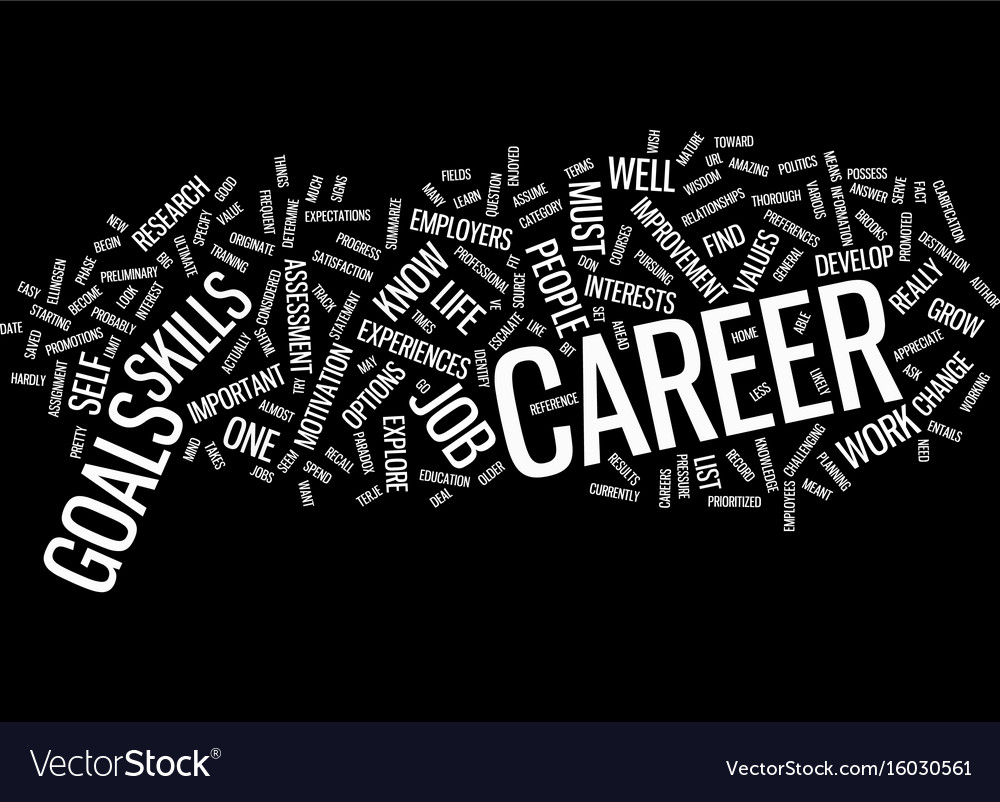 WISH
MATURE
TOWARD
URL
AMAZING
POLITICS
MEANS
POSSESS
WELL
WISDOM
ANSWER
SERVE
FACT
CLARIFICATION
TERMS
ENJOYED
QUESTION
FIELDS
LEARN
MANY
ASSUME
CATEGORY
MUST
RELATIONSHIPS
THOROUGH
VARIOUS
INFORMATION
BROOKS
PROMOTED
DESTINATION
AUTHOR
THINGS
MUCH
SIGNS
GOOD
RESEARCH
SPECIFY
VALUE
FREQUENT
DETERMINE
EXPECTATIONS
SUMMARIZE
EMPLOYERS
NEW
BEGIN
ULTIMATE
ORIGINATE
PROGRESS
PROFESSIONAL
FIT
PEOPLE
COURSES
IMPROVEMENT
FIND
PREFERENCES
VALUES
GENERAL
DEVELOP
REALLY
GROW
ELLINGSEN
PHASE
PRELIMINARY
DIS
TRAINING
SATISFACTION
KNOW
VE
SOURCE
DON
PURSUING
INTERESTS
EASY
BECOME
LOOK
INTEREST
CONSIDERED
ASSESSMENT
TRACK
STATEMENT
LIFE
TIMES
ESCALATE
LIKE
SET
AHEAD
BIT
DATE
STARTING
PROBABLY
SAVED
PROMOTIONS
LIMIT
SKILLS
ACTUALLY
SHTML
EXPERIENCES
IDENTIFY
CAREER
HOME
ABLE
LESS
LIKELY
REFERENCE
APPRECIATE
ASK
CHANGE
WORKING
HARDLY
ASSIGNMENT
SELF
GOALS
IMPORTANT
TRY
MOTIVATION
MAY
OPTIONS
GO
JOB
WORK
ENTAILS
NEED
PRETTY
MIND
TAKES
ALMOST
ONE
JOBS
SEEM
SPEND
WANT
RECALL
PARADOX
EXPLORE
TERJE
EDUCATION
DEAL
OLDER
RESULTS
CURRENTLY
CAREERS
PRESSURE
LIST
RECORD
PRIORITIZED
KNOWLEDGE
EMPLOYEES
CHALLENGING
PLANNING
MEANT
VectorStock®
VectorStock.com/16030561